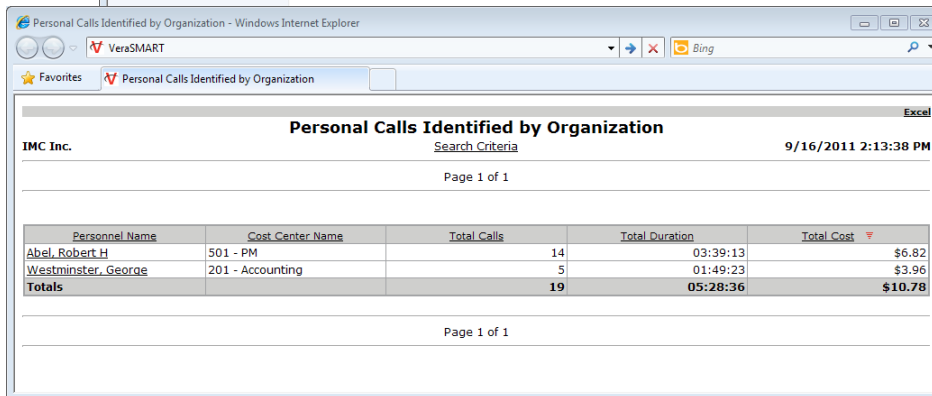 Personal Calls Identified by Organization - Windows Internet Explorer
VeraSMART
Bing
Favorites
Personal Calls Identified by Organization
Excel
Personal Calls Identified by Organization
IMC Inc. Search Criteria 9/16/2011 2:13:38 PM
Page 1 of 1
Personnel Name Cost Center Name Total Calls Total Duration Total Cost
Abel, Robert H 501 - PM 14 03:39:13 $6.82
Westminster, George 201 - Accounting 5 01:49:23 $3.96
Totals 19 05:28:36 $10.78
Page 1 of 1